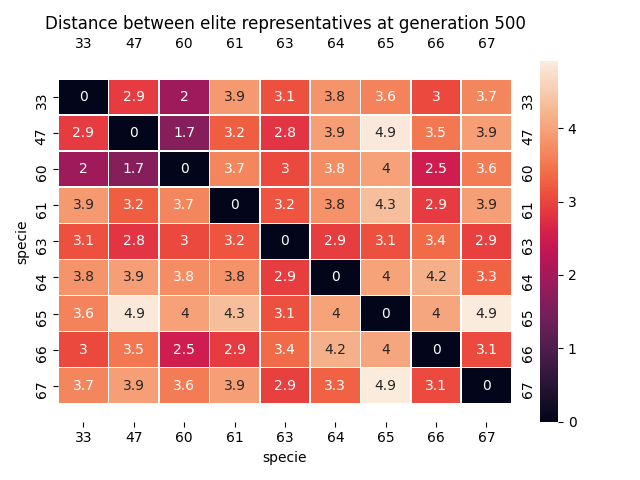 Distance between elite representatives at generation 500
33 47 60 61 63 64 65 66 67
33 0 2.9 2 3.9 3.1 3.8 3.6 3 3.7 33
47 2.9 0 1.7 3.2 2.8 3.9 4.9 3.5 3.9 47
60 2 1.7 0 3.7 3 3.8 4 2.5 3.6 60
61 3.9 3.2 3.7 0 3.2 3.8 4.3 2.9 3.9 61
63 3.1 2.8 3 3.2 0 2.9 3.1 3.4 2.9 63
64 3.8 3.9 3.8 3.8 2.9 0 4 4.2 3.3 64
65 3.6 4.9 4 4.3 3.1 4 0 4 4.9 65
66 3 3.5 2.5 2.9 3.4 4.2 4 0 3.1 66
67 3.7 3.9 3.6 3.9 2.9 3.3 4.9 3.1 0 67
33 47 60 61 63 64 65 66 67
specie
specie
4
3
2
1
0